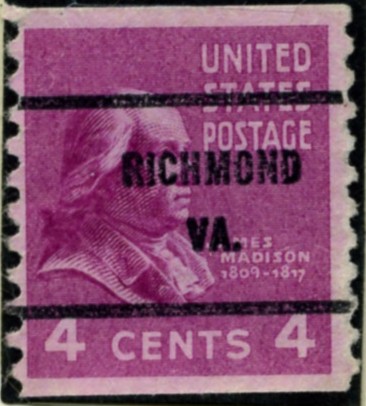 UNITED
STATES
POSTAGE
RICHMOND
VA.
MADISON
1809-1817
4 CENTS 4